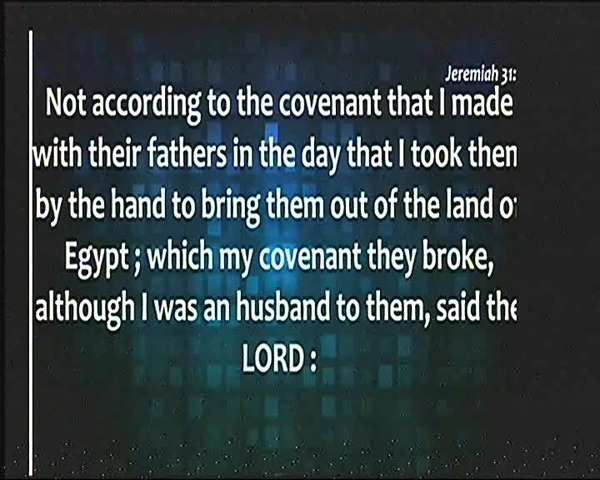 Jeremiah 31:
Not according to the covenant that I made
with their fathers in the day that I took then
by the hand to bring them out of the land o
Egypt ; which my covenant they broke,
although I was an husband to them, said the
LORD :